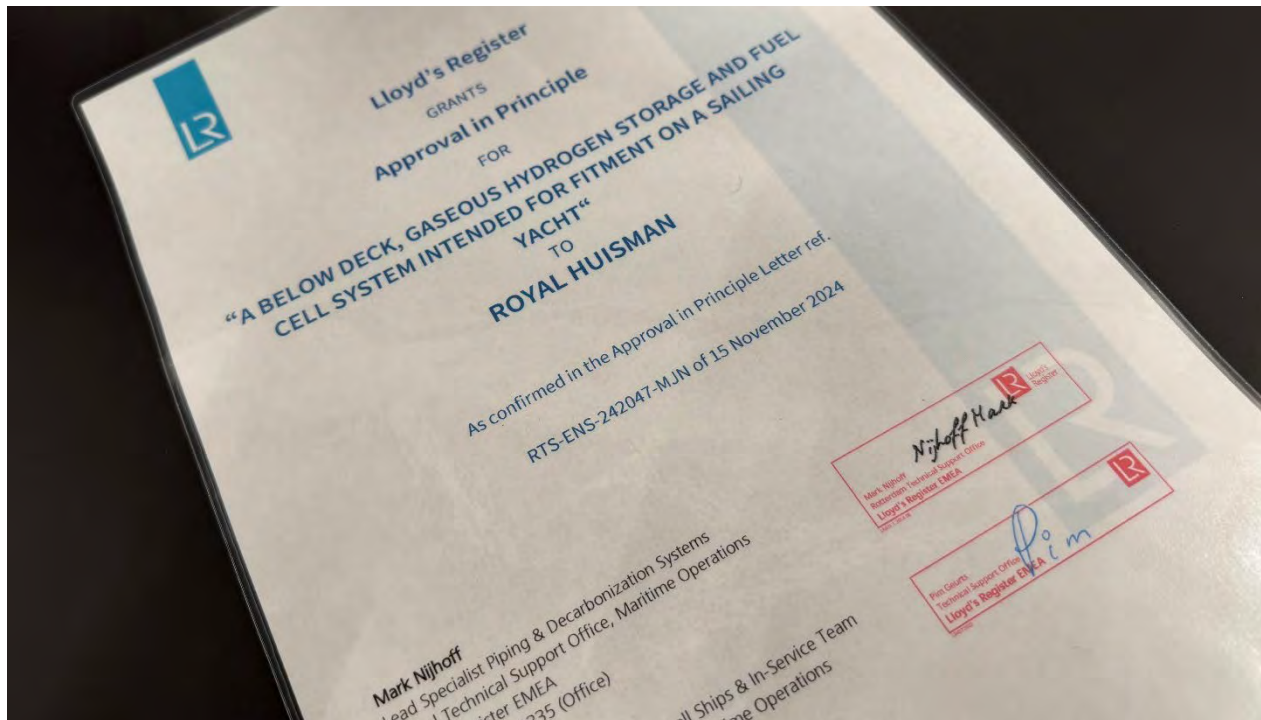 LR
Lloyd's Register
GRANTS
Approval in Principle
FOR
“A BELOW DECK, GASEOUS HYDROGEN STORAGE AND FUEL
CELL SYSTEM INTENDED FOR FITMENT ON A SAILING
YACHT“
TO
ROYAL HUISMAN
As confirmed in the Approval in Principle Letter ref.
RTS-ENS-242047-MJN of 15 November 2024
LR
Lloyd's
Register
Nijhoff Mark
Mark Nijhoff
Rotterdam Technical Support Office
Lloyd's Register EMEA
LR
Pim
Pim Geurts
Technical Support Office
Lloyd's Register EMEA
LR
Mark Nijhoff
Lead Specialist Piping & Decarbonization Systems
Technical Support Office, Maritime Operations
EMEA
(Office)
Ships & In-Service Team
Operations